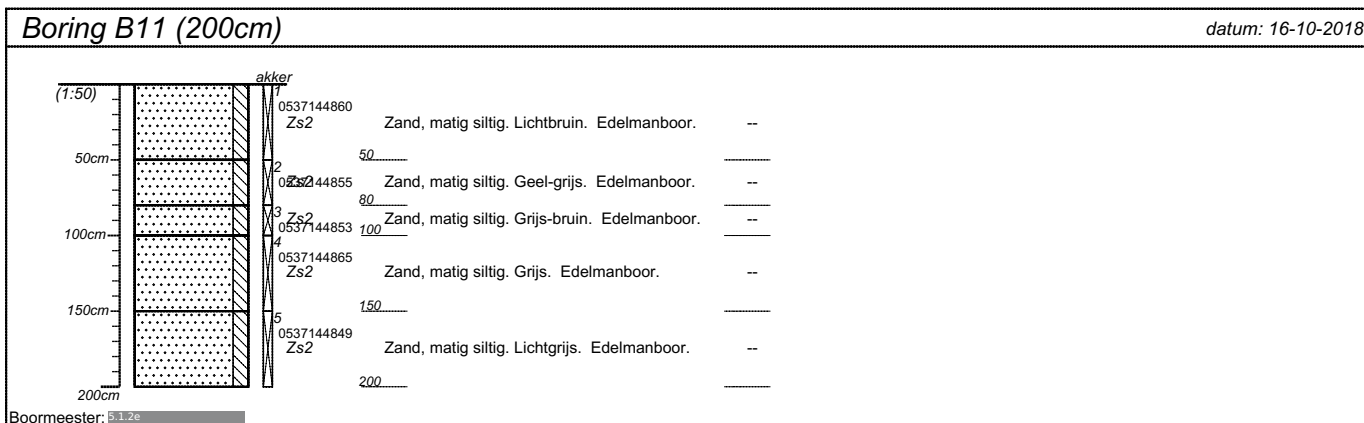 Boring B11 (200cm) datum: 16-10-2018
akker
(1:50)
1
0537144860
Zs2 Zand, matig siltig. Lichtbruin. Edelmanboor. --
50cm 50
2
0537144855 Zs2 Zand, matig siltig. Geel-grijs. Edelmanboor. --
80
3
Zs2 Zand, matig siltig. Grijs-bruin. Edelmanboor. --
0537144853
100cm 100
4
0537144865
Zs2 Zand, matig siltig. Grijs. Edelmanboor. --
150cm 150
5
0537144849
Zs2 Zand, matig siltig. Lichtgrijs. Edelmanboor. --
200
200cm
Boormeester: 5.1.2e